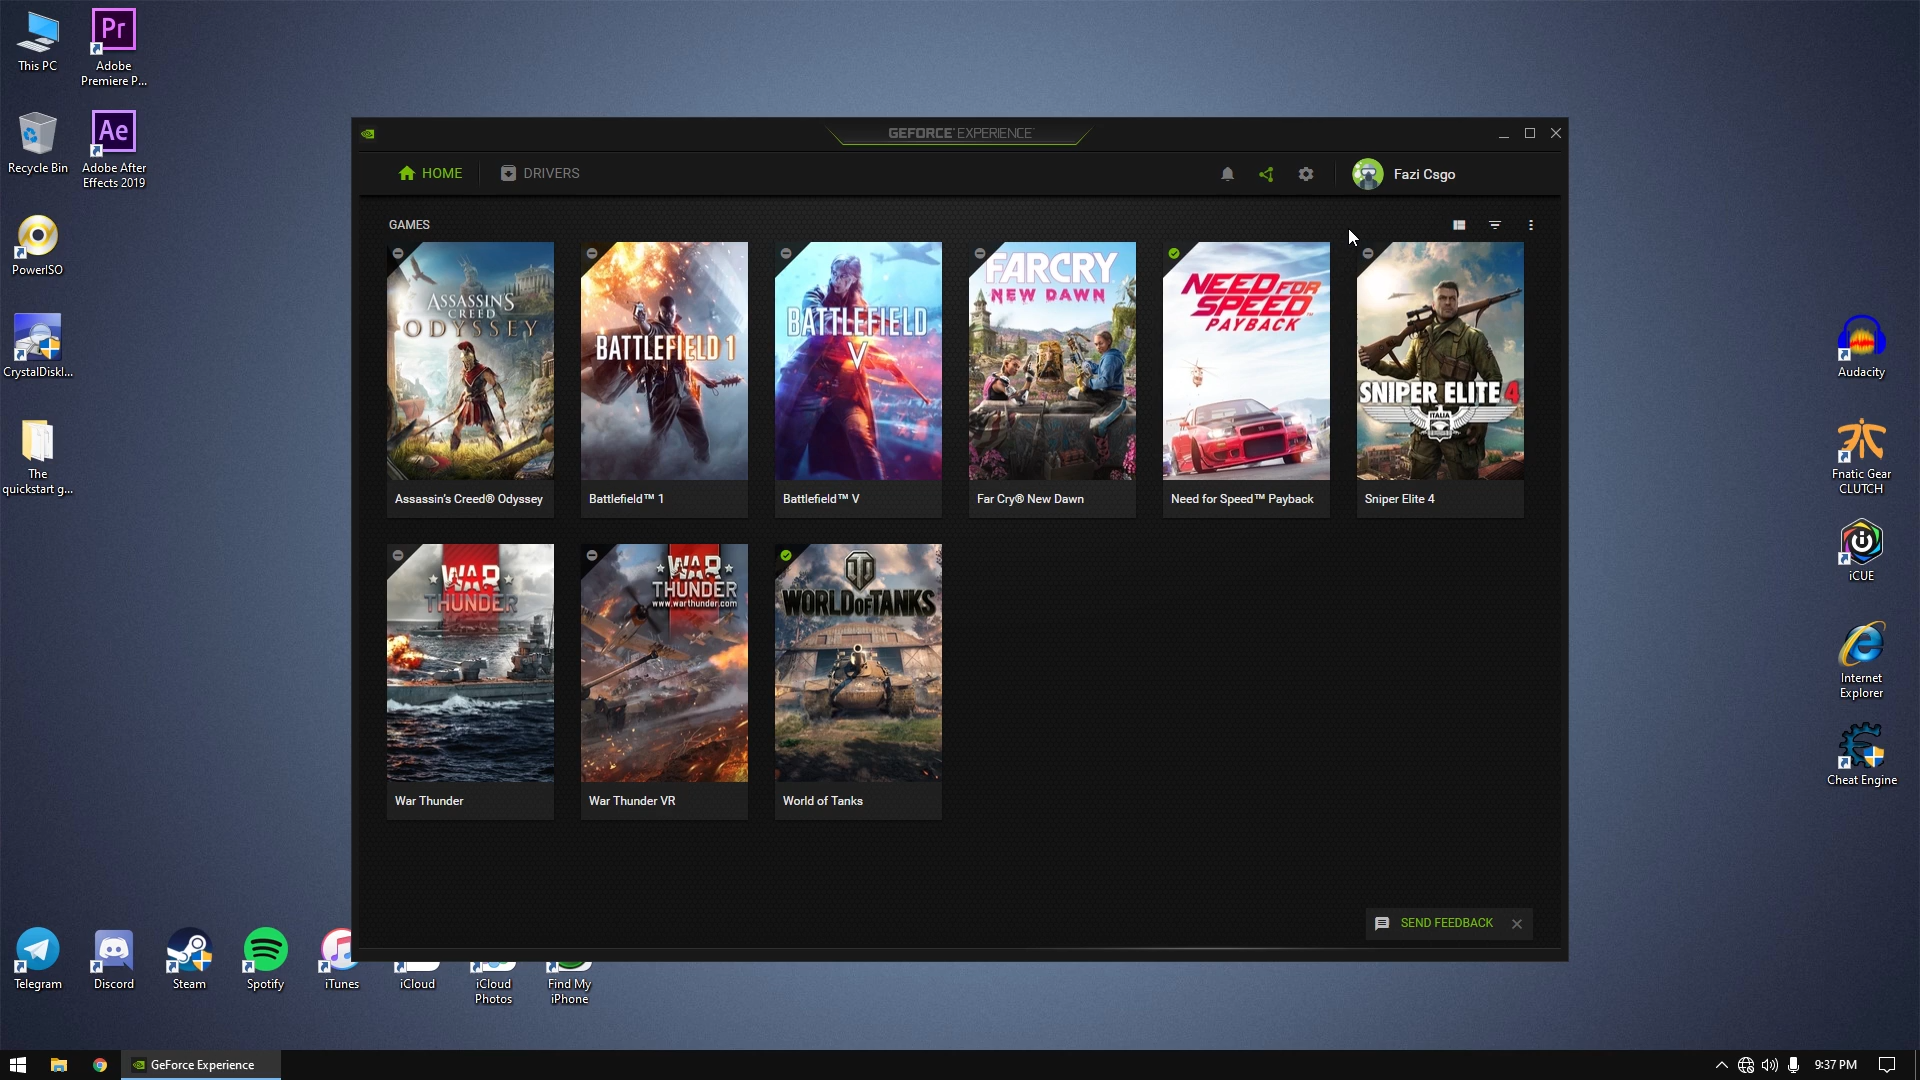 This PC
Pr
Adobe
Premiere P...
Recycle Bin
Ae
Adobe After
Effects 2019
PowerISO
CrystalDiskI...
The
quickstart g...
GEFORCE EXPERIENCE
HOME
DRIVERS
Fazi Csgo
GAMES
ASSASSIN'S
CREED
ODYSSEY
Assassin's Creed® Odyssey
BATTLEFIELD 1
Battlefield™ 1
BATTLEFIELD
V
Battlefield™ V
FARCRY
NEW DAWN
Far Cry® New Dawn
NEED FOR
SPEED
PAYBACK
Need for Speed™ Payback
SNIPER ELITE 4
ITALIA
Sniper Elite 4
WAR
THUNDER
War Thunder
WAR
THUNDER
www.warthunder.com
War Thunder VR
WORLD OF TANKS
World of Tanks
SEND FEEDBACK
Audacity
Fnatic Gear
CLUTCH
iCUE
Internet
Explorer
Cheat Engine
Telegram
Discord
Steam
Spotify
iTunes
iCloud
iCloud
Photos
Find My
iPhone
GeForce Experience
9:37 PM